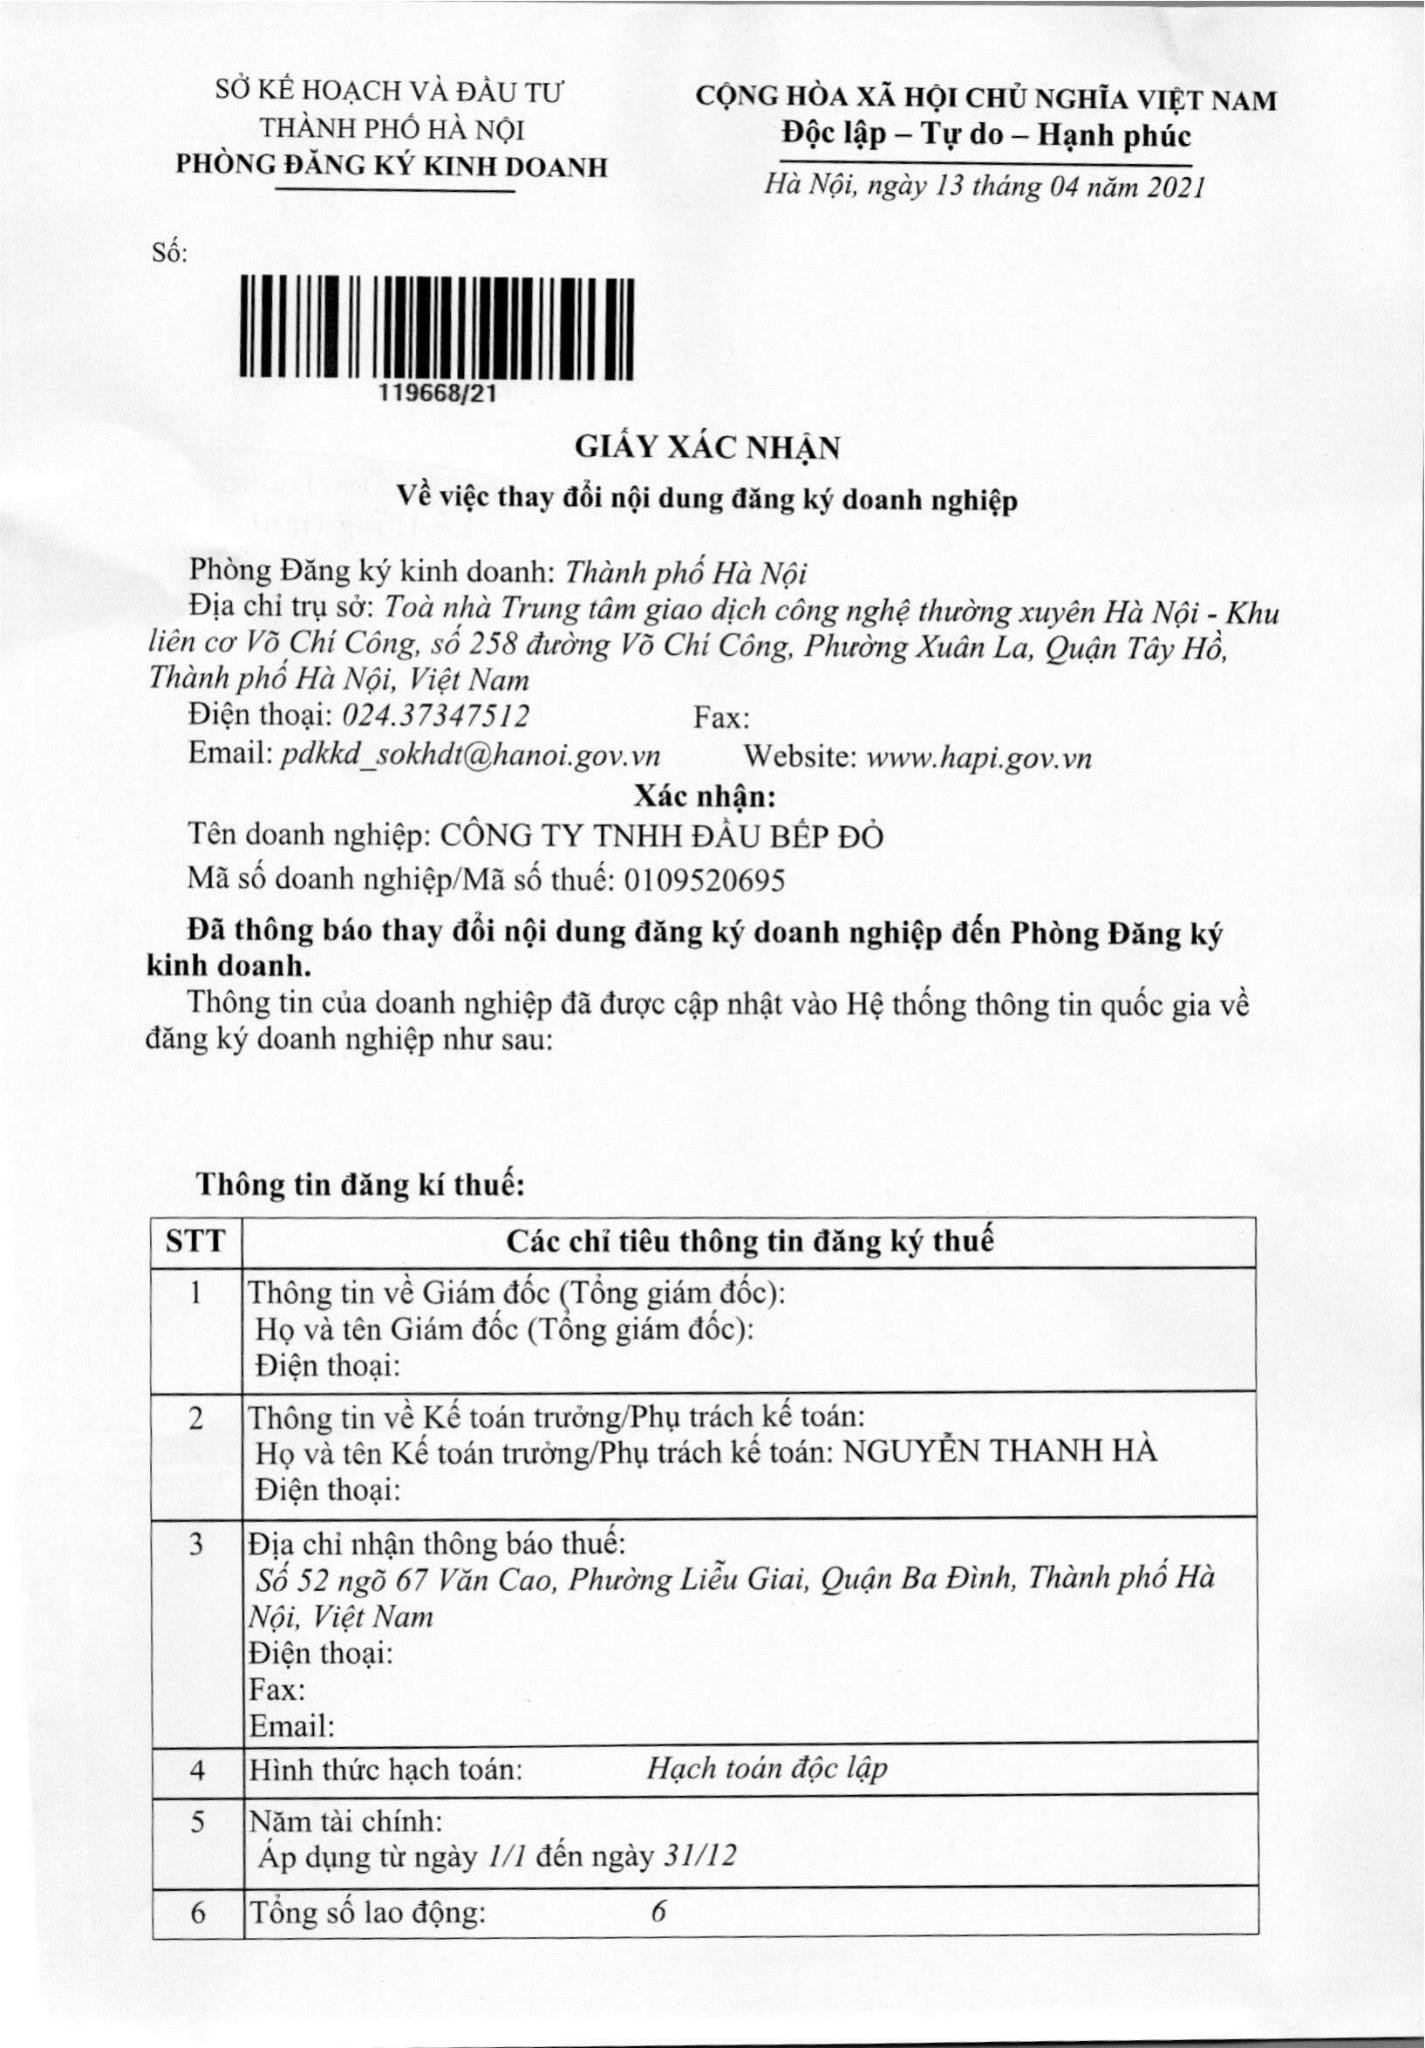 SỞ KẾ HOẠCH VÀ ĐẦU TƯ
THÀNH PHỐ HÀ NỘI
PHÒNG ĐĂNG KÝ KINH DOANH
CỘNG HÒA XÃ HỘI CHỦ NGHĨA VIỆT NAM
Độc lập – Tự do – Hạnh phúc
Hà Nội, ngày 13 tháng 04 năm 2021
Số:
119668/21
GIẤY XÁC NHẬN
Về việc thay đổi nội dung đăng ký doanh nghiệp
Phòng Đăng ký kinh doanh: Thành phố Hà Nội
Địa chỉ trụ sở: Toà nhà Trung tâm giao dịch công nghệ thường xuyên Hà Nội - Khu
liên cơ Võ Chí Công, số 258 đường Võ Chí Công, Phường Xuân La, Quận Tây Hồ,
Thành phố Hà Nội, Việt Nam
Điện thoại: 024.37347512 Fax:
Email: pdkkd_sokhdt@hanoi.gov.vn Website: www.hapi.gov.vn
Xác nhận:
Tên doanh nghiệp: CÔNG TY TNHH ĐẦU BẾP ĐỎ
Mã số doanh nghiệp/Mã số thuế: 0109520695
Đã thông báo thay đổi nội dung đăng ký doanh nghiệp đến Phòng Đăng ký
kinh doanh.
Thông tin của doanh nghiệp đã được cập nhật vào Hệ thống thông tin quốc gia về
đăng ký doanh nghiệp như sau:
Thông tin đăng kí thuế:
STT Các chỉ tiêu thông tin đăng ký thuế
1 Thông tin về Giám đốc (Tổng giám đốc):
Họ và tên Giám đốc (Tổng giám đốc):
Điện thoại:
2 Thông tin về Kế toán trưởng/Phụ trách kế toán:
Họ và tên Kế toán trưởng/Phụ trách kế toán: NGUYỄN THANH HÀ
Điện thoại:
3 Địa chỉ nhận thông báo thuế:
Số 52 ngõ 67 Văn Cao, Phường Liễu Giai, Quận Ba Đình, Thành phố Hà
Nội, Việt Nam
Điện thoại:
Fax:
Email:
4 Hình thức hạch toán: Hạch toán độc lập
5 Năm tài chính:
Áp dụng từ ngày 1/1 đến ngày 31/12
6 Tổng số lao động: 6